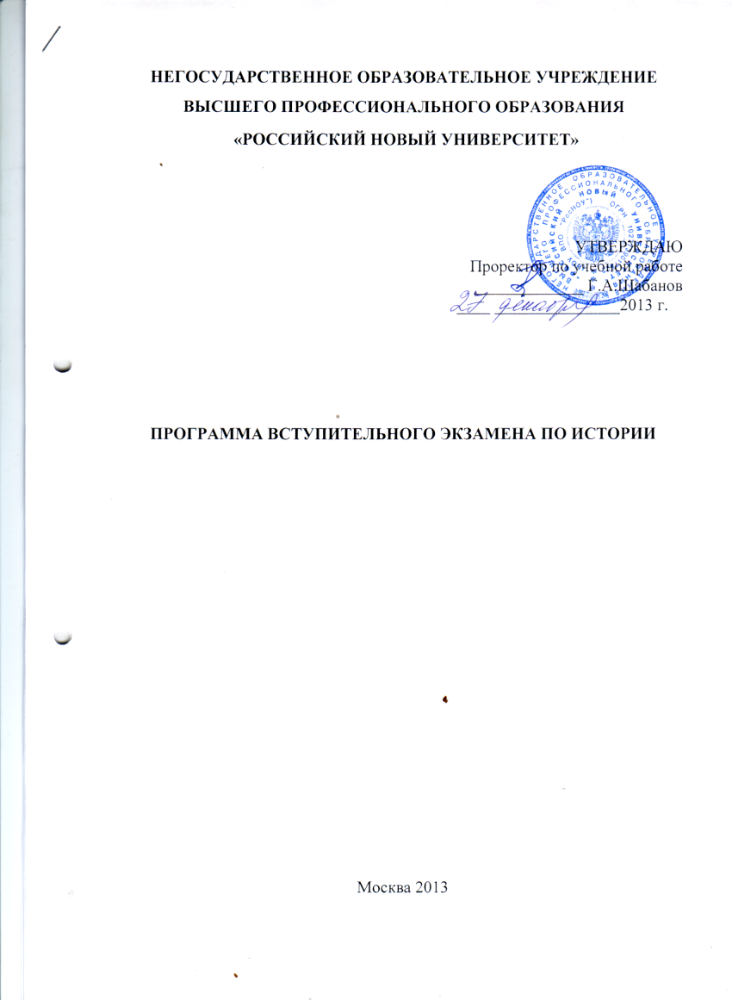 НЕГОСУДАРСТВЕННОЕ ОБРАЗОВАТЕЛЬНОЕ УЧРЕЖДЕНИЕ
ВЫСШЕГО ПРОФЕССИОНАЛЬНОГО ОБРАЗОВАНИЯ
«РОССИЙСКИЙ НОВЫЙ УНИВЕРСИТЕТ»
УТВЕРЖДАЮ
Проректор по учебной работе
Г.А.Шабанов
27 декабря 2013 г.
ПРОГРАММА ВСТУПИТЕЛЬНОГО ЭКЗАМЕНА ПО ИСТОРИИ
Москва 2013